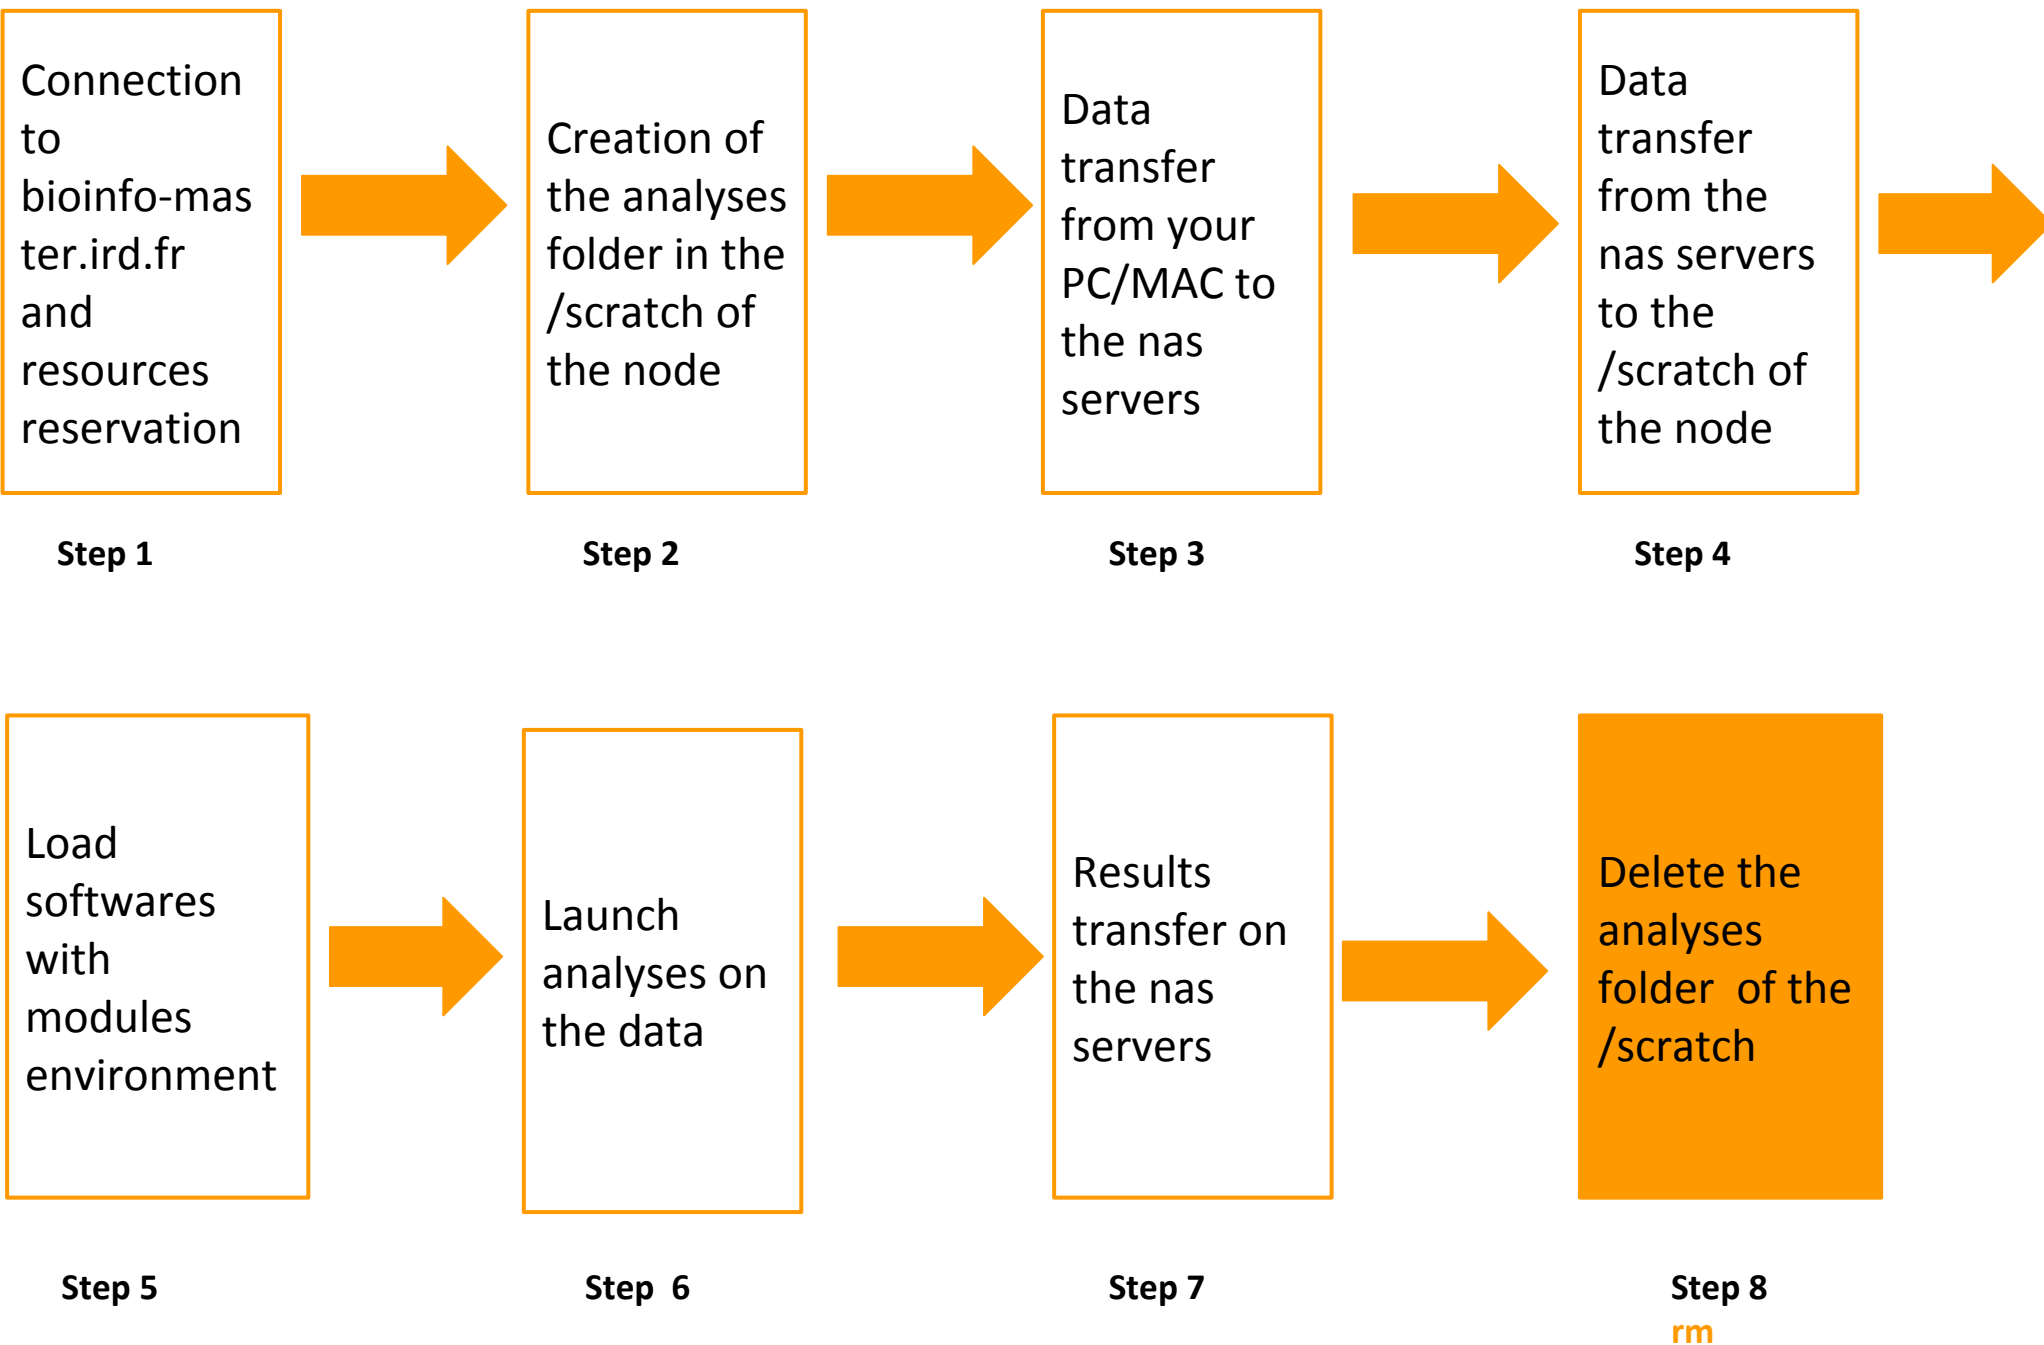 Connection
to
bioinfo-mas
ter.ird.fr
and
resources
reservation
Creation of
the analyses
folder in the
/scratch of
the node
Data
transfer
from your
PC/MAC to
the nas
servers
Data
transfer
from the
nas servers
to the
/scratch of
the node
Step 1
Step 2
Step 3
Step 4
Load
softwares
with
modules
environment
Launch
analyses on
the data
Results
transfer on
the nas
servers
Delete the
analyses
folder  of the
/scratch
Step 5
Step  6
Step 7
Step 8
rm